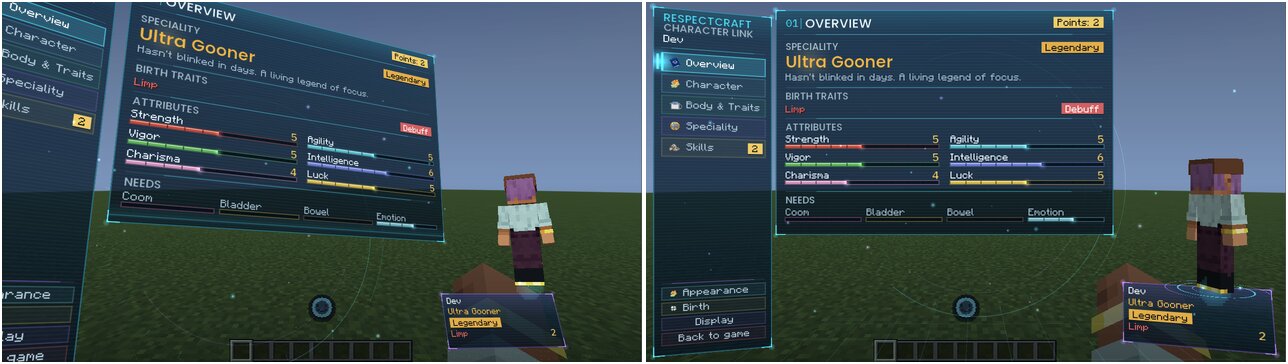 Overview
Character
Body & Traits
Speciality
kills
2
arance
lay
game
OVERVIEW
Points: 2
SPECIALITY
Legendary
Ultra Gooner
Hasn't blinked in days. A living legend of focus.
BIRTH TRAITS
Limp
Debuff
ATTRIBUTES
Strength 5
Agility 5
Vigor 5
Intelligence 6
Charisma 4
Luck 5
NEEDS
Coom
Bladder
Bowel
Emotion
Dev
Ultra Gooner
Legendary
Limp
2
RESPECTCRAFT
CHARACTER LINK
Dev
Overview
Character
Body & Traits
Speciality
Skills 2
Appearance
Birth
Display
Back to game
01| OVERVIEW
Points: 2
SPECIALITY
Legendary
Ultra Gooner
Hasn't blinked in days. A living legend of focus.
BIRTH TRAITS
Limp
Debuff
ATTRIBUTES
Strength 5
Agility 5
Vigor 5
Intelligence 6
Charisma 4
Luck 5
NEEDS
Coom
Bladder
Bowel
Emotion
Dev
Ultra Gooner
Legendary
Limp
2